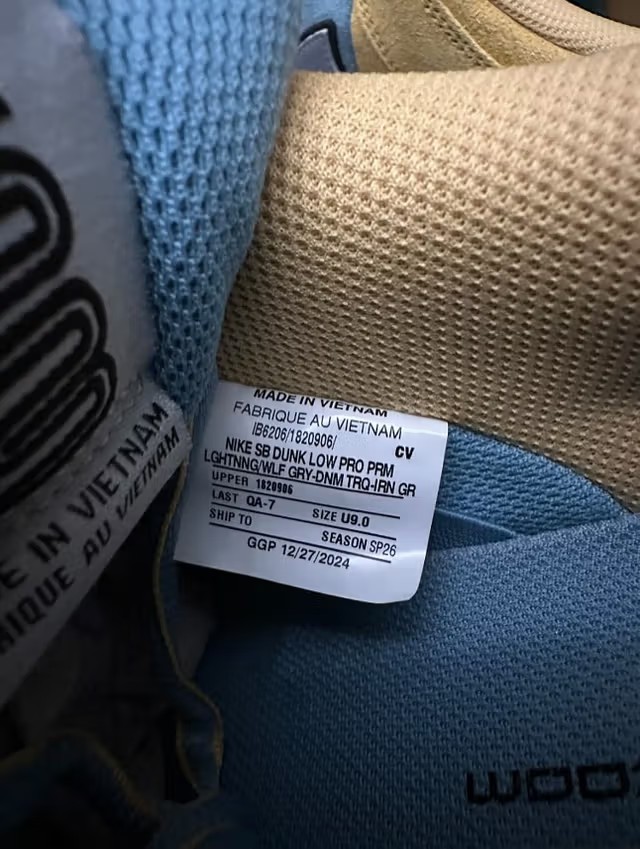 MADE IN VIETNAM
FABRIQUE AU VIETNAM
IB6206/1820906/
CV
NIKE SB DUNK LOW PRO PRM
LGHTNNG/WLF GRY-DNM TRQ-IRN GR
UPPER 1820906
LAST QA-7 SIZE U9.0
SHIP TO SEASON SP26
GGP 12/27/2024
E IN VIETNAM
RIQUE AU VIETNAM
ZOOM